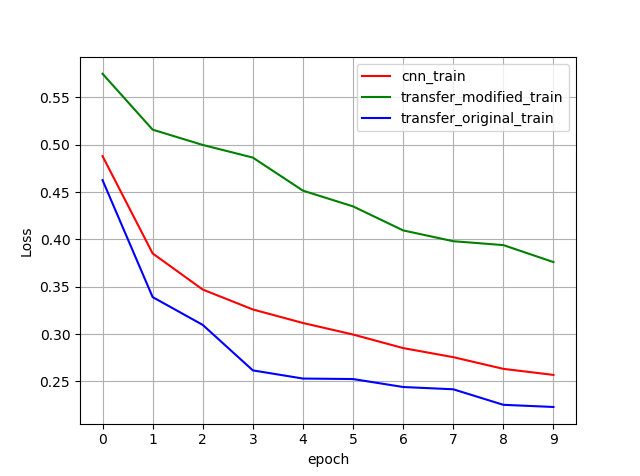 cnn_train
transfer_modified_train
transfer_original_train
0.55
0.50
0.45
0.40
0.35
0.30
0.25
Loss
0 1 2 3 4 5 6 7 8 9
epoch